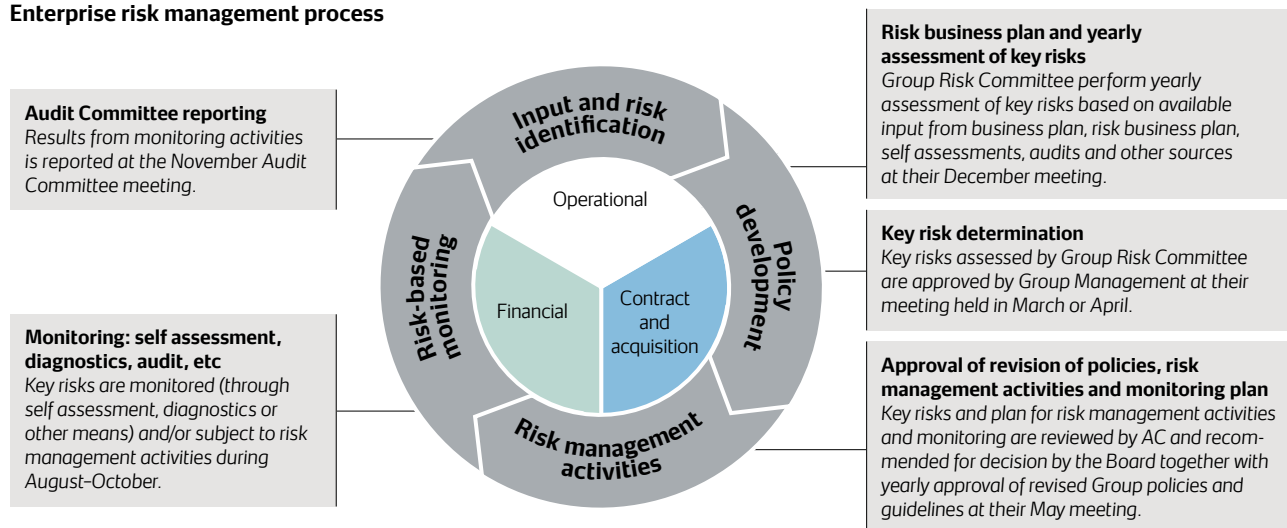 Enterprise risk management process
Audit Committee reporting
Results from monitoring activities
is reported at the November Audit
Committee meeting.
Monitoring: self assessment,
diagnostics, audit, etc
Key risks are monitored (through
self assessment, diagnostics or
other means) and/or subject to risk
management activities during
August–October.
Input and risk
identification
Policy
development
Risk management
activities
Risk-based
monitoring
Operational
Financial
Contract
and
acquisition
Risk business plan and yearly
assessment of key risks
Group Risk Committee perform yearly
assessment of key risks based on available
input from business plan, risk business plan,
self assessments, audits and other sources
at their December meeting.
Key risk determination
Key risks assessed by Group Risk Committee
are approved by Group Management at their
meeting held in March or April.
Approval of revision of policies, risk
management activities and monitoring plan
Key risks and plan for risk management activities
and monitoring are reviewed by AC and recom-
mended for decision by the Board together with
yearly approval of revised Group policies and
guidelines at their May meeting.